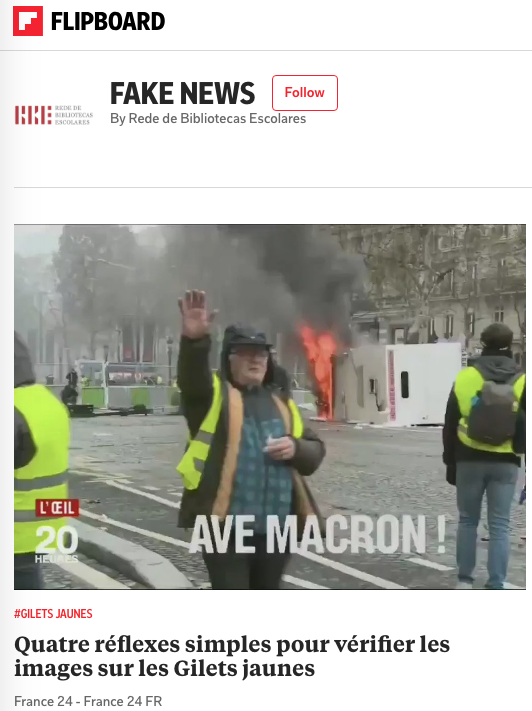 FLIPBOARD
FAKE NEWS
Follow
REDE DE
BIBLIOTECAS
ESCOLARES
By Rede de Bibliotecas Escolares
L'ŒIL
20
HEURES
AVE MACRON !
#GILETS JAUNES
Quatre réflexes simples pour vérifier les
images sur les Gilets jaunes
France 24 - France 24 FR